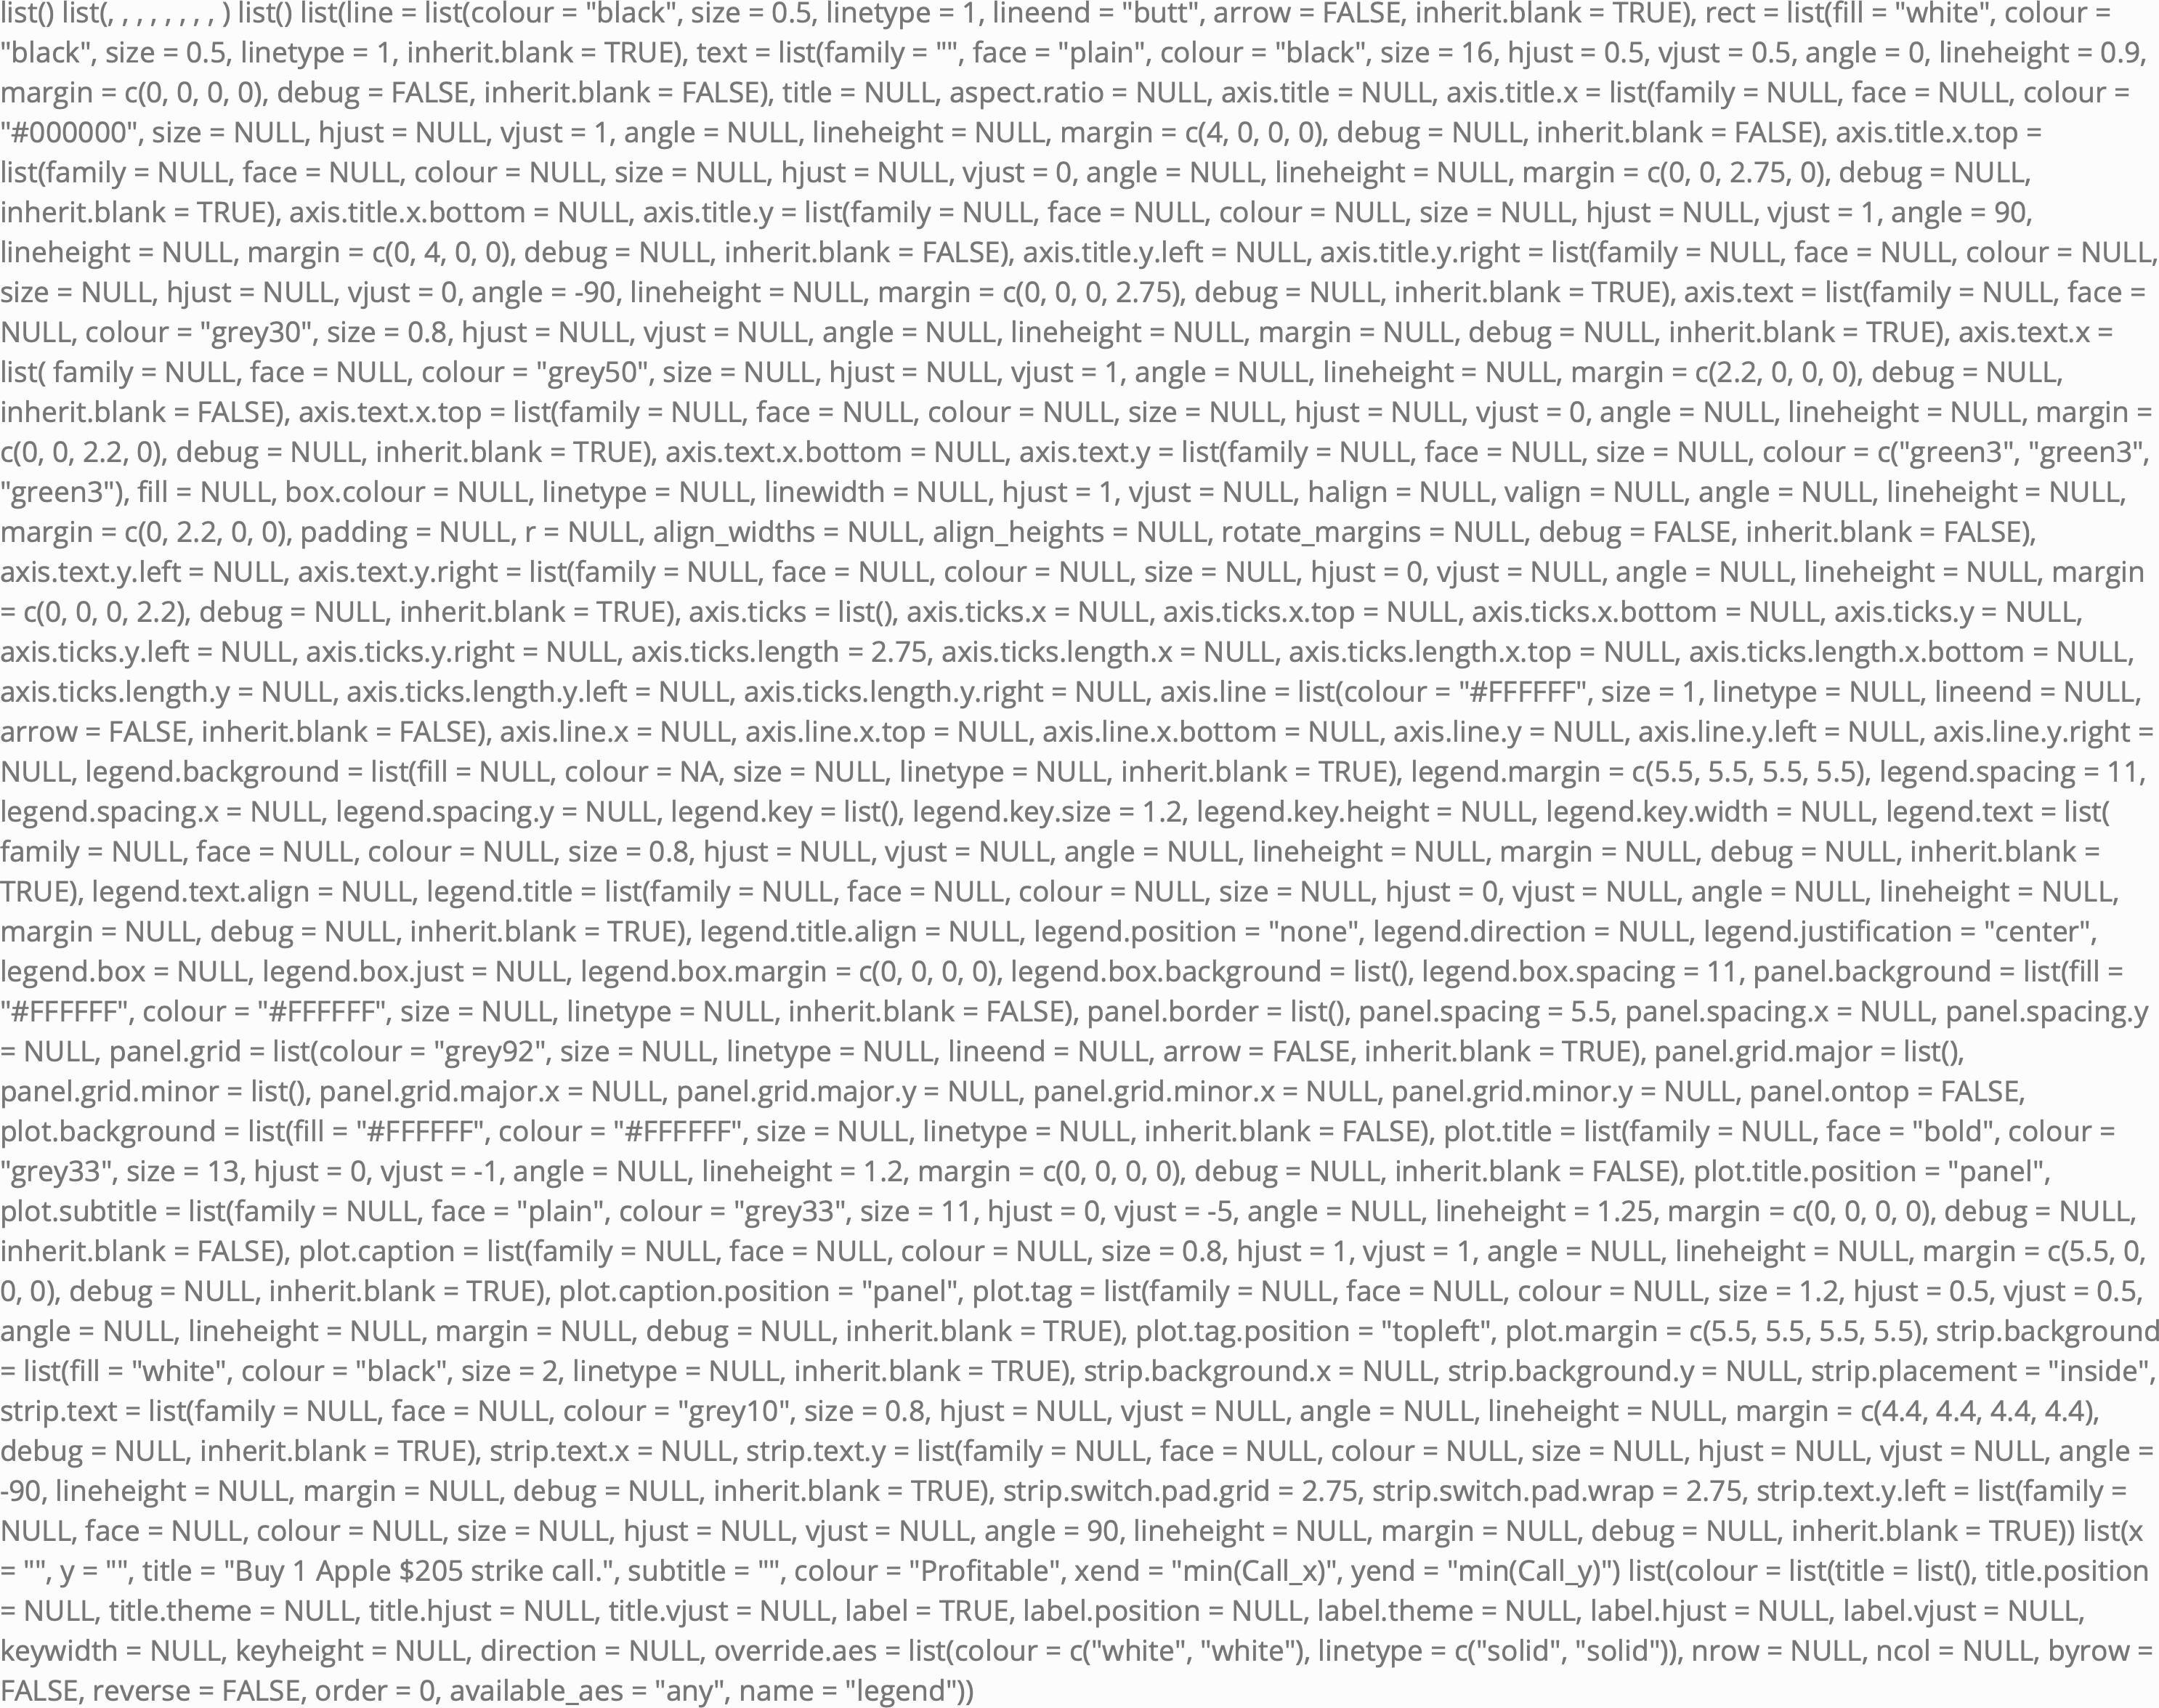 list() list(, , , , , , , , ) list() list(line = list(colour = "black", size = 0.5, linetype = 1, lineend = "butt", arrow = FALSE, inherit.blank = TRUE), rect = list(fill = "white", colour =
"black", size = 0.5, linetype = 1, inherit.blank = TRUE), text = list(family = "", face = "plain", colour = "black", size = 16, hjust = 0.5, vjust = 0.5, angle = 0, lineheight = 0.9,
margin = c(0, 0, 0, 0), debug = FALSE, inherit.blank = FALSE), title = NULL, aspect.ratio = NULL, axis.title = NULL, axis.title.x = list(family = NULL, face = NULL, colour =
"#000000", size = NULL, hjust = NULL, vjust = 1, angle = NULL, lineheight = NULL, margin = c(4, 0, 0, 0), debug = NULL, inherit.blank = FALSE), axis.title.x.top =
list(family = NULL, face = NULL, colour = NULL, size = NULL, hjust = NULL, vjust = 0, angle = NULL, lineheight = NULL, margin = c(0, 0, 2.75, 0), debug = NULL,
inherit.blank = TRUE), axis.title.x.bottom = NULL, axis.title.y = list(family = NULL, face = NULL, colour = NULL, size = NULL, hjust = NULL, vjust = 1, angle = 90,
lineheight = NULL, margin = c(0, 4, 0, 0), debug = NULL, inherit.blank = FALSE), axis.title.y.left = NULL, axis.title.y.right = list(family = NULL, face = NULL, colour = NULL,
size = NULL, hjust = NULL, vjust = 0, angle = -90, lineheight = NULL, margin = c(0, 0, 0, 2.75), debug = NULL, inherit.blank = TRUE), axis.text = list(family = NULL, face =
NULL, colour = "grey30", size = 0.8, hjust = NULL, vjust = NULL, angle = NULL, lineheight = NULL, margin = NULL, debug = NULL, inherit.blank = TRUE), axis.text.x =
list( family = NULL, face = NULL, colour = "grey50", size = NULL, hjust = NULL, vjust = 1, angle = NULL, lineheight = NULL, margin = c(2.2, 0, 0, 0), debug = NULL,
inherit.blank = FALSE), axis.text.x.top = list(family = NULL, face = NULL, colour = NULL, size = NULL, hjust = NULL, vjust = 0, angle = NULL, lineheight = NULL, margin =
c(0, 0, 2.2, 0), debug = NULL, inherit.blank = TRUE), axis.text.x.bottom = NULL, axis.text.y = list(family = NULL, face = NULL, size = NULL, colour = c("green3", "green3",
"green3"), fill = NULL, box.colour = NULL, linetype = NULL, linewidth = NULL, hjust = 1, vjust = NULL, halign = NULL, valign = NULL, angle = NULL, lineheight = NULL,
margin = c(0, 2.2, 0, 0), padding = NULL, r = NULL, align_widths = NULL, align_heights = NULL, rotate_margins = NULL, debug = FALSE, inherit.blank = FALSE),
axis.text.y.left = NULL, axis.text.y.right = list(family = NULL, face = NULL, colour = NULL, size = NULL, hjust = 0, vjust = NULL, angle = NULL, lineheight = NULL, margin
= c(0, 0, 0, 2.2), debug = NULL, inherit.blank = TRUE), axis.ticks = list(), axis.ticks.x = NULL, axis.ticks.x.top = NULL, axis.ticks.x.bottom = NULL, axis.ticks.y = NULL,
axis.ticks.y.left = NULL, axis.ticks.y.right = NULL, axis.ticks.length = 2.75, axis.ticks.length.x = NULL, axis.ticks.length.x.top = NULL, axis.ticks.length.x.bottom = NULL,
axis.ticks.length.y = NULL, axis.ticks.length.y.left = NULL, axis.ticks.length.y.right = NULL, axis.line = list(colour = "#FFFFFF", size = 1, linetype = NULL, lineend = NULL,
arrow = FALSE, inherit.blank = FALSE), axis.line.x = NULL, axis.line.x.top = NULL, axis.line.x.bottom = NULL, axis.line.y = NULL, axis.line.y.left = NULL, axis.line.y.right =
NULL, legend.background = list(fill = NULL, colour = NA, size = NULL, linetype = NULL, inherit.blank = TRUE), legend.margin = c(5.5, 5.5, 5.5, 5.5), legend.spacing = 11,
legend.spacing.x = NULL, legend.spacing.y = NULL, legend.key = list(), legend.key.size = 1.2, legend.key.height = NULL, legend.key.width = NULL, legend.text = list(
family = NULL, face = NULL, colour = NULL, size = 0.8, hjust = NULL, vjust = NULL, angle = NULL, lineheight = NULL, margin = NULL, debug = NULL, inherit.blank =
TRUE), legend.text.align = NULL, legend.title = list(family = NULL, face = NULL, colour = NULL, size = NULL, hjust = 0, vjust = NULL, angle = NULL, lineheight = NULL,
margin = NULL, debug = NULL, inherit.blank = TRUE), legend.title.align = NULL, legend.position = "none", legend.direction = NULL, legend.justification = "center",
legend.box = NULL, legend.box.just = NULL, legend.box.margin = c(0, 0, 0, 0), legend.box.background = list(), legend.box.spacing = 11, panel.background = list(fill =
"#FFFFFF", colour = "#FFFFFF", size = NULL, linetype = NULL, inherit.blank = FALSE), panel.border = list(), panel.spacing = 5.5, panel.spacing.x = NULL, panel.spacing.y
= NULL, panel.grid = list(colour = "grey92", size = NULL, linetype = NULL, lineend = NULL, arrow = FALSE, inherit.blank = TRUE), panel.grid.major = list(),
panel.grid.minor = list(), panel.grid.major.x = NULL, panel.grid.major.y = NULL, panel.grid.minor.x = NULL, panel.grid.minor.y = NULL, panel.ontop = FALSE,
plot.background = list(fill = "#FFFFFF", colour = "#FFFFFF", size = NULL, linetype = NULL, inherit.blank = FALSE), plot.title = list(family = NULL, face = "bold", colour =
"grey33", size = 13, hjust = 0, vjust = -1, angle = NULL, lineheight = 1.2, margin = c(0, 0, 0, 0), debug = NULL, inherit.blank = FALSE), plot.title.position = "panel",
plot.subtitle = list(family = NULL, face = "plain", colour = "grey33", size = 11, hjust = 0, vjust = -5, angle = NULL, lineheight = 1.25, margin = c(0, 0, 0, 0), debug = NULL,
inherit.blank = FALSE), plot.caption = list(family = NULL, face = NULL, colour = NULL, size = 0.8, hjust = 1, vjust = 1, angle = NULL, lineheight = NULL, margin = c(5.5, 0,
0, 0), debug = NULL, inherit.blank = TRUE), plot.caption.position = "panel", plot.tag = list(family = NULL, face = NULL, colour = NULL, size = 1.2, hjust = 0.5, vjust = 0.5,
angle = NULL, lineheight = NULL, margin = NULL, debug = NULL, inherit.blank = TRUE), plot.tag.position = "topleft", plot.margin = c(5.5, 5.5, 5.5, 5.5), strip.background
= list(fill = "white", colour = "black", size = 2, linetype = NULL, inherit.blank = TRUE), strip.background.x = NULL, strip.background.y = NULL, strip.placement = "inside",
strip.text = list(family = NULL, face = NULL, colour = "grey10", size = 0.8, hjust = NULL, vjust = NULL, angle = NULL, lineheight = NULL, margin = c(4.4, 4.4, 4.4, 4.4),
debug = NULL, inherit.blank = TRUE), strip.text.x = NULL, strip.text.y = list(family = NULL, face = NULL, colour = NULL, size = NULL, hjust = NULL, vjust = NULL, angle =
-90, lineheight = NULL, margin = NULL, debug = NULL, inherit.blank = TRUE), strip.switch.pad.grid = 2.75, strip.switch.pad.wrap = 2.75, strip.text.y.left = list(family =
NULL, face = NULL, colour = NULL, size = NULL, hjust = NULL, vjust = NULL, angle = 90, lineheight = NULL, margin = NULL, debug = NULL, inherit.blank = TRUE)) list(x
= "", y = "", title = "Buy 1 Apple $205 strike call.", subtitle = "", colour = "Profitable", xend = "min(Call_x)", yend = "min(Call_y)") list(colour = list(title = list(), title.position
= NULL, title.theme = NULL, title.hjust = NULL, title.vjust = NULL, label = TRUE, label.position = NULL, label.theme = NULL, label.hjust = NULL, label.vjust = NULL,
keywidth = NULL, keyheight = NULL, direction = NULL, override.aes = list(colour = c("white", "white"), linetype = c("solid", "solid")), nrow = NULL, ncol = NULL, byrow =
FALSE, reverse = FALSE, order = 0, available_aes = "any", name = "legend"))